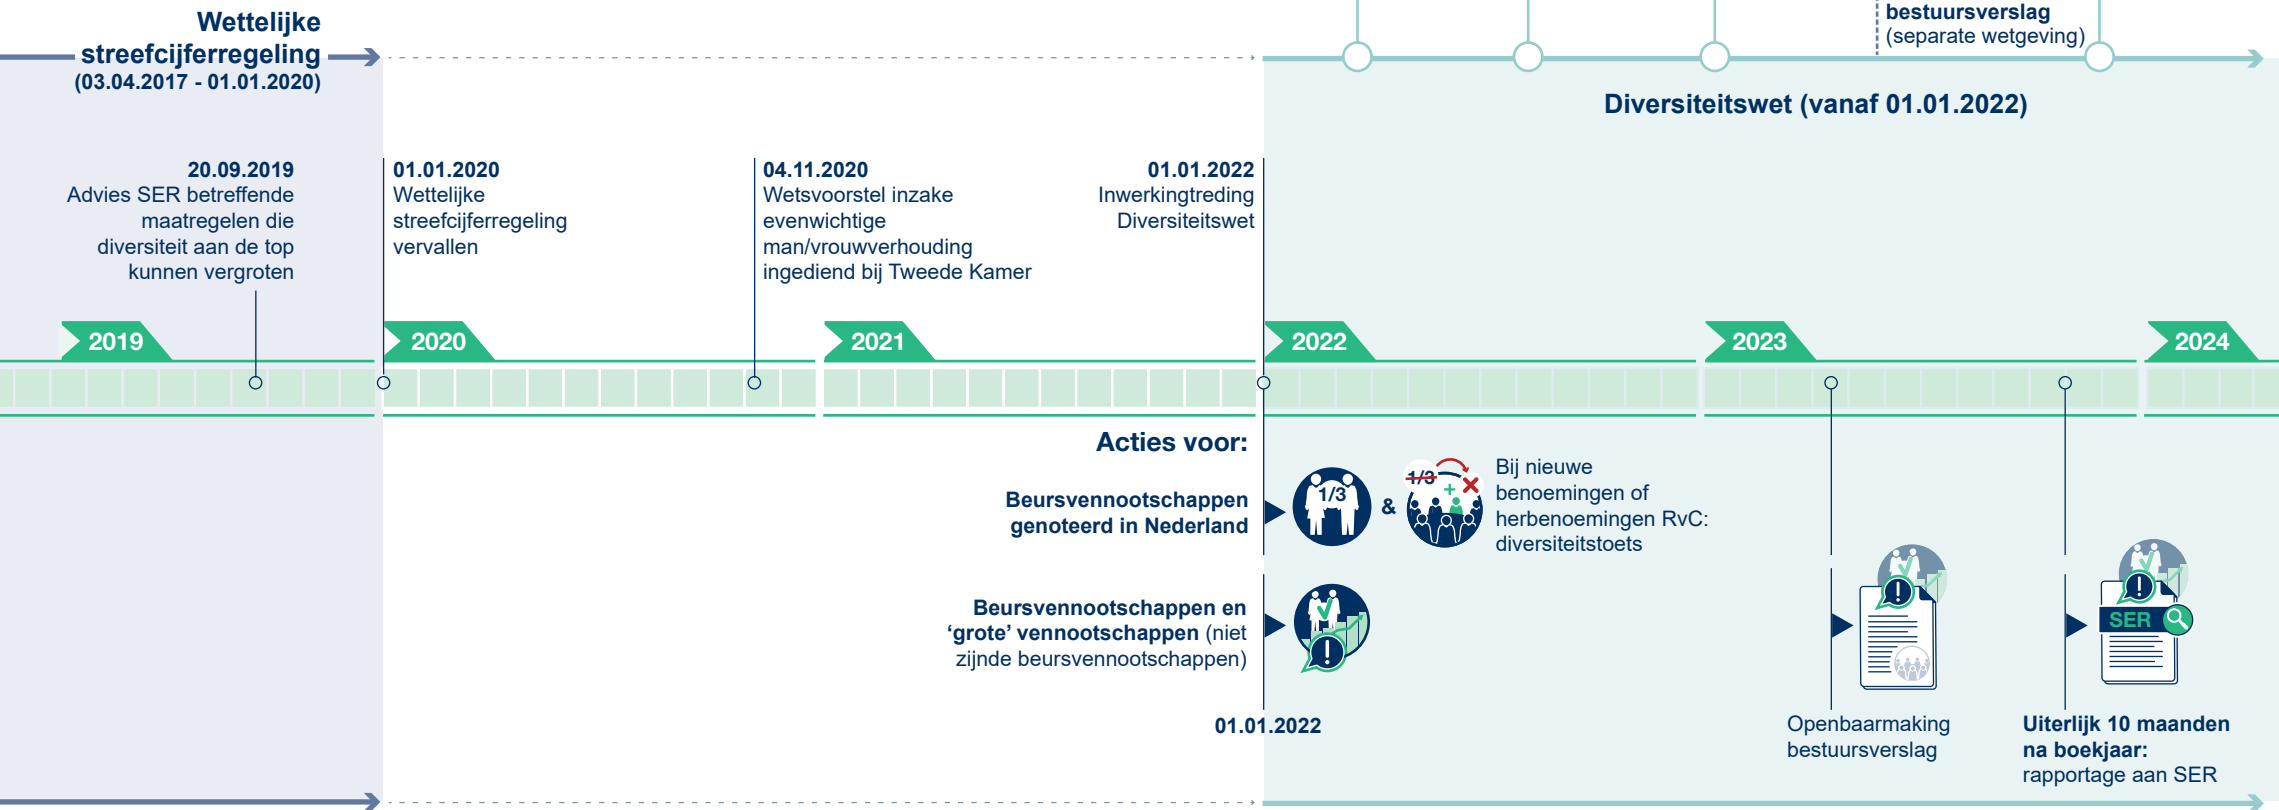 Wettelijke
streefcijferregeling
(03.04.2017 - 01.01.2020)
bestuursverslag
(separate wetgeving)
Diversiteitswet (vanaf 01.01.2022)
20.09.2019
Advies SER betreffende
maatregelen die
diversiteit aan de top
kunnen vergroten
01.01.2020
Wettelijke
streefcijferregeling
vervallen
04.11.2020
Wetsvoorstel inzake
evenwichtige
man/vrouwverhouding
ingediend bij Tweede Kamer
01.01.2022
Inwerkingtreding
Diversiteitswet
2019
2020
2021
2022
2023
2024
Acties voor:
Beursvennootschappen
genoteerd in Nederland
1/3
&
1/3
Bij nieuwe
benoemingen of
herbenoemingen RvC:
diversiteitstoets
Beursvennootschappen en
‘grote’ vennootschappen (niet
zijnde beursvennootschappen)
SER
01.01.2022
Openbaarmaking
bestuursverslag
Uiterlijk 10 maanden
na boekjaar:
rapportage aan SER